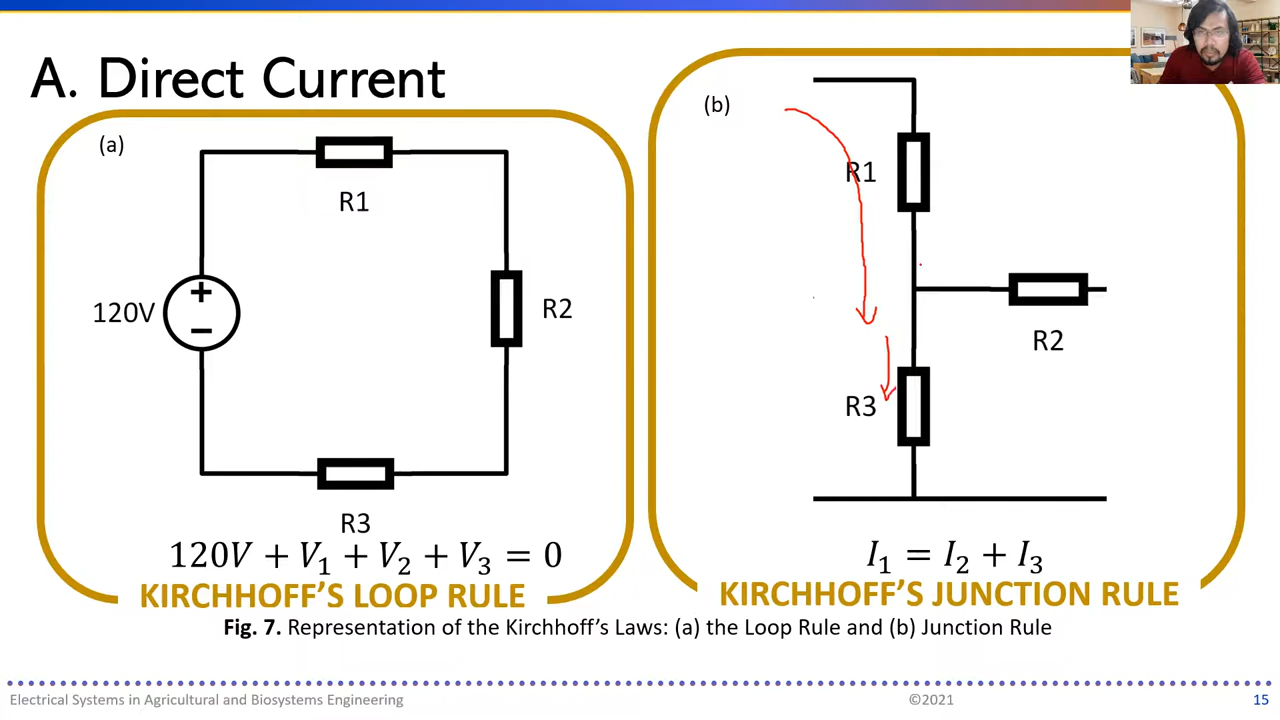 A. Direct Current
(a)
R1
120V
+
−
R2
R3
120V + V₁ + V₂ + V₃ = 0
KIRCHHOFF'S LOOP RULE
(b)
R1
R2
R3
I₁ = I₂ + I₃
KIRCHHOFF'S JUNCTION RULE
Fig. 7. Representation of the Kirchhoff's Laws: (a) the Loop Rule and (b) Junction Rule
Electrical Systems in Agricultural and Biosystems Engineering
©2021
15